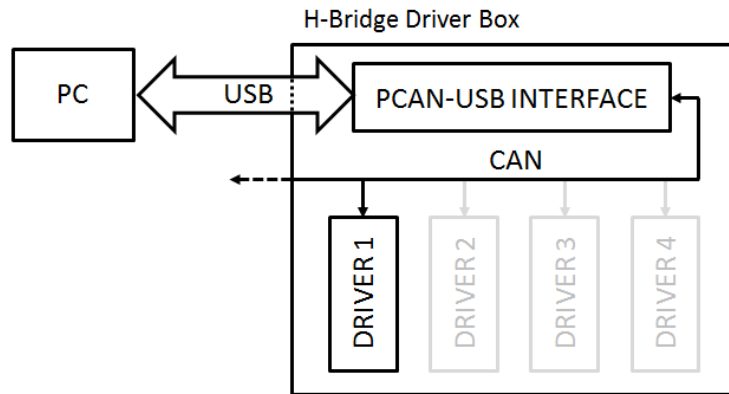 H-Bridge Driver Box
PC
USB
PCAN-USB INTERFACE
CAN
DRIVER 1
DRIVER 2
DRIVER 3
DRIVER 4